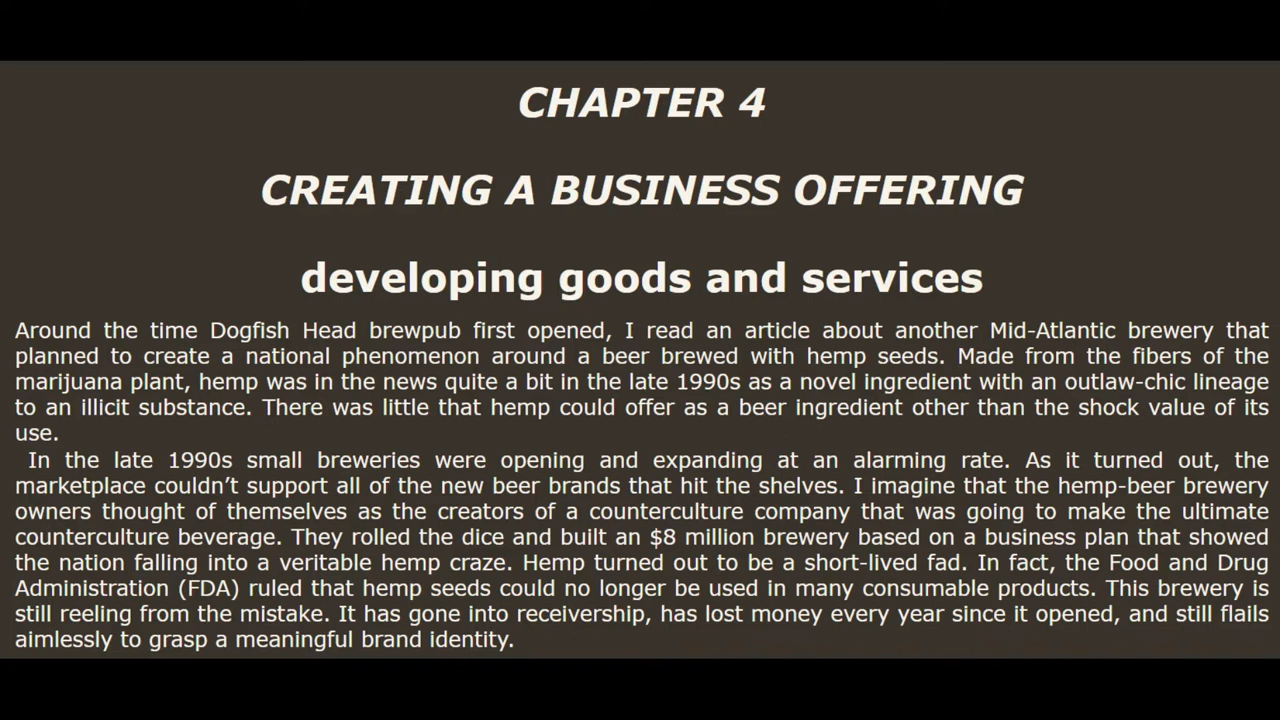 CHAPTER 4
CREATING A BUSINESS OFFERING
developing goods and services
Around the time Dogfish Head brewpub first opened, I read an article about another Mid-Atlantic brewery that
planned to create a national phenomenon around a beer brewed with hemp seeds. Made from the fibers of the
marijuana plant, hemp was in the news quite a bit in the late 1990s as a novel ingredient with an outlaw-chic lineage
to an illicit substance. There was little that hemp could offer as a beer ingredient other than the shock value of its
use.
In the late 1990s small breweries were opening and expanding at an alarming rate. As it turned out, the
marketplace couldn’t support all of the new beer brands that hit the shelves. I imagine that the hemp-beer brewery
owners thought of themselves as the creators of a counterculture company that was going to make the ultimate
counterculture beverage. They rolled the dice and built an $8 million brewery based on a business plan that showed
the nation falling into a veritable hemp craze. Hemp turned out to be a short-lived fad. In fact, the Food and Drug
Administration (FDA) ruled that hemp seeds could no longer be used in many consumable products. This brewery is
still reeling from the mistake. It has gone into receivership, has lost money every year since it opened, and still flails
aimlessly to grasp a meaningful brand identity.